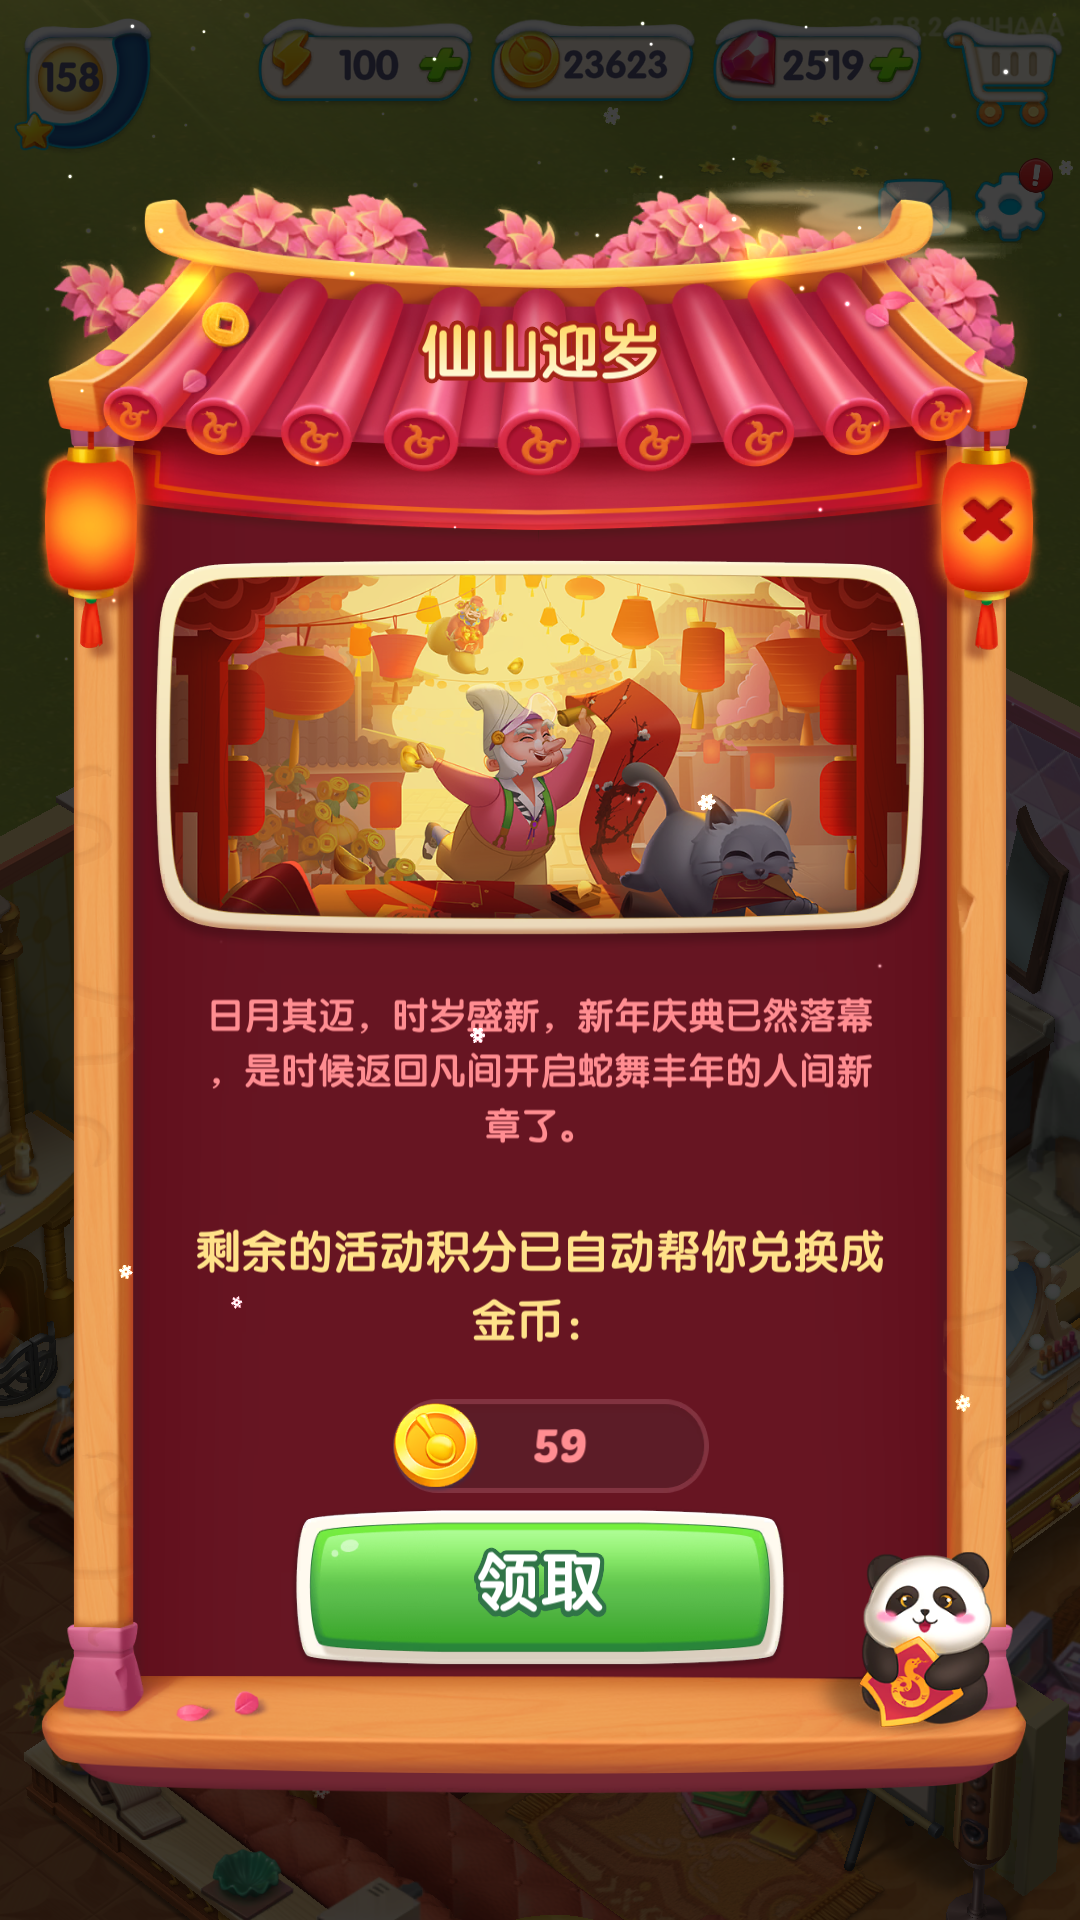 158
100
23623
2519
仙山迎岁
日月其迈，时岁盛新，新年庆典已然落幕
，是时候返回凡间开启蛇舞丰年的人间新
章了。
剩余的活动积分已自动帮你兑换成
金币：
59
领取